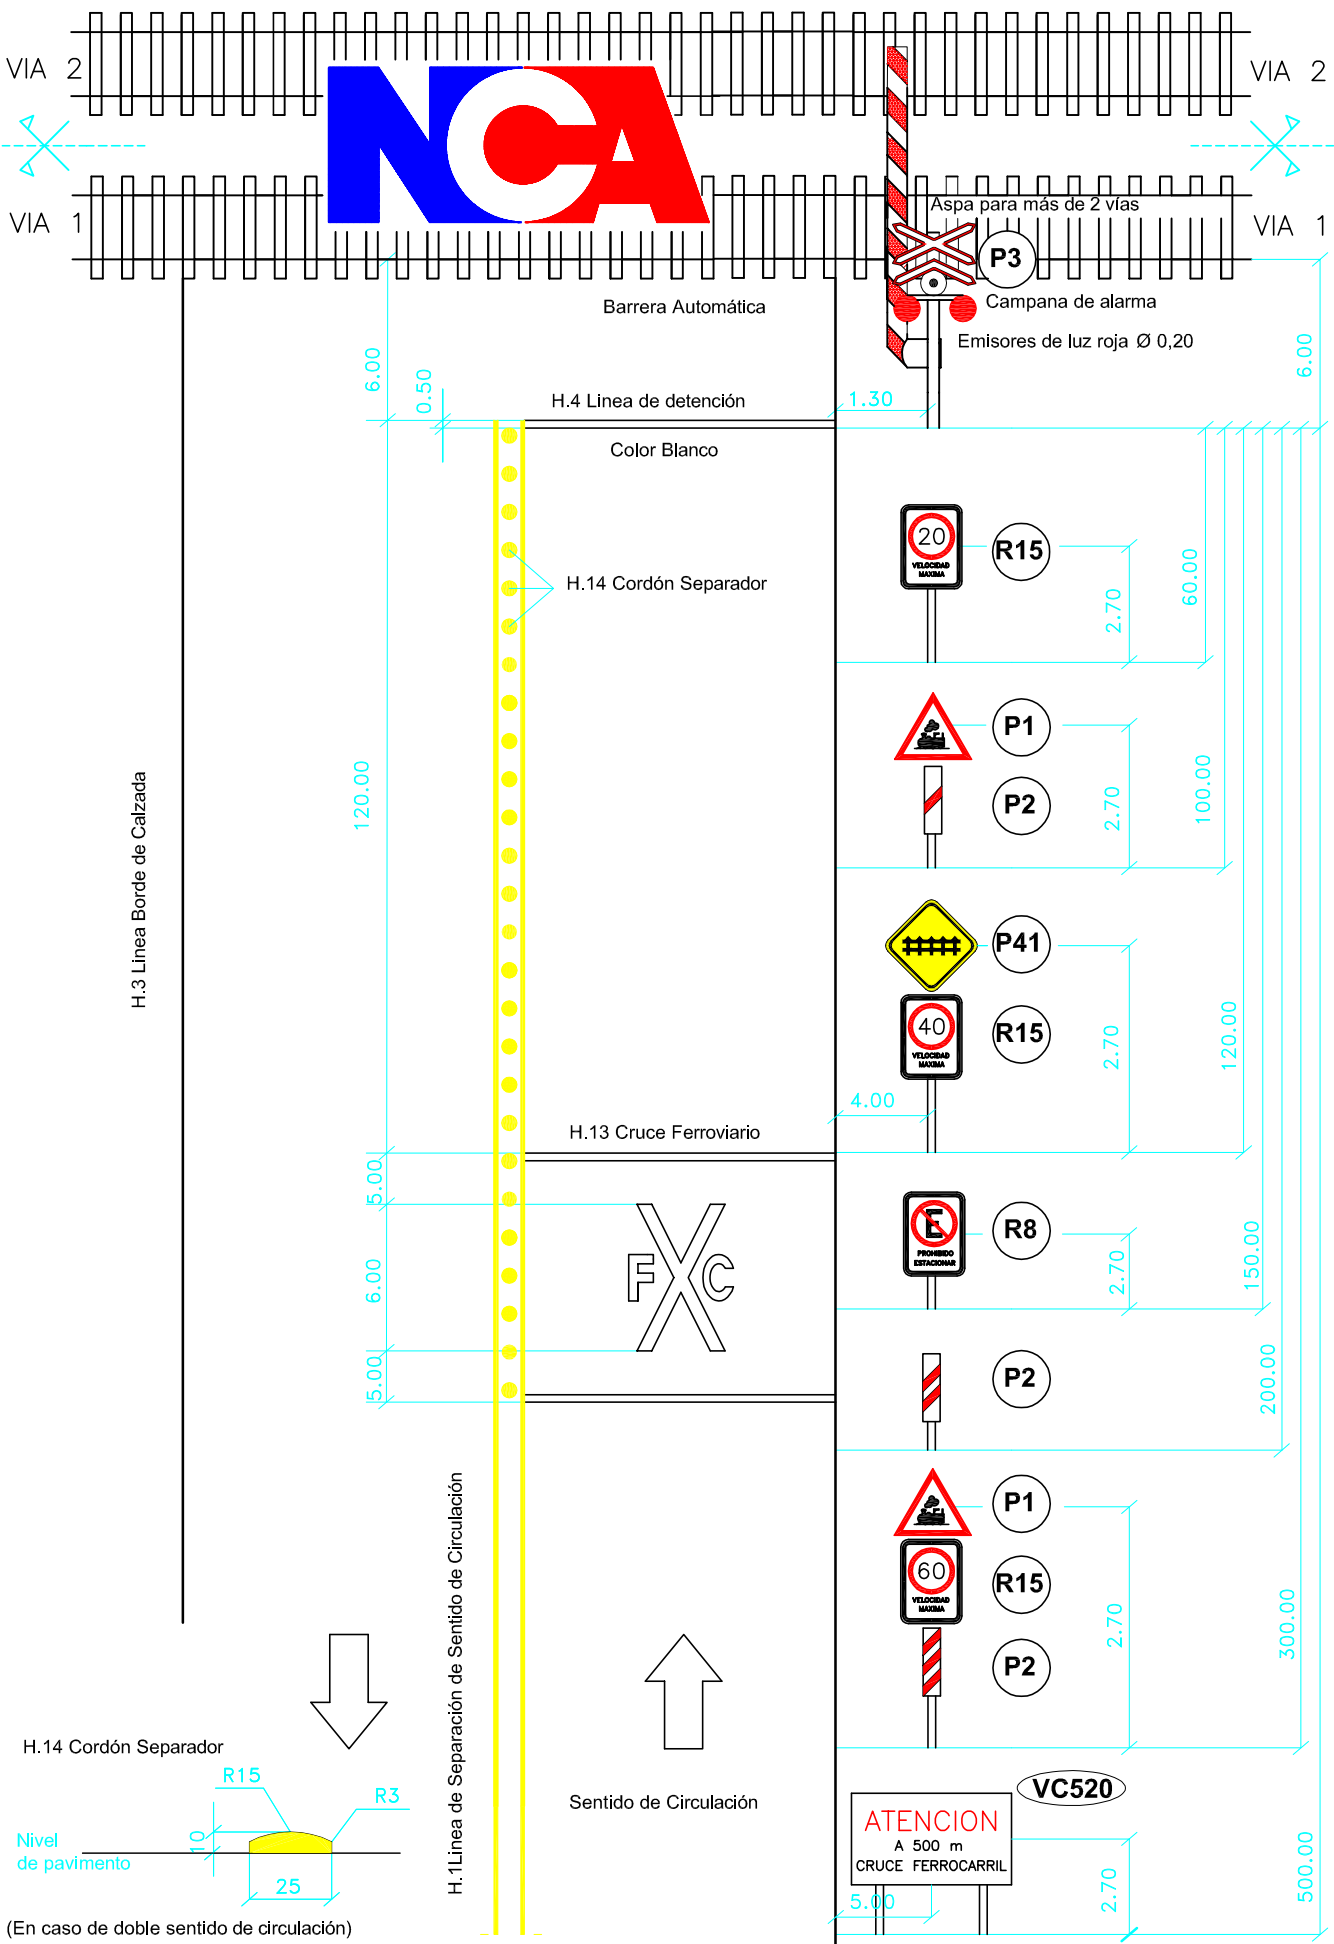 VIA 2
VIA 2
NCA
VIA 1
VIA 1
Aspa para más de 2 vías
P3
Barrera Automática
Campana de alarma
Emisores de luz roja Ø 0,20
6.00
0.50
6.00
H.4 Linea de detención
1.30
Color Blanco
20
VELOCIDAD
MAXIMA
R15
2.70
60.00
H.14 Cordón Separador
P1
P2
2.70
100.00
120.00
H.3 Linea Borde de Calzada
P41
40
VELOCIDAD
MAXIMA
R15
2.70
120.00
4.00
H.13 Cruce Ferroviario
5.00
6.00
5.00
F X C
E
PROHIBIDO
ESTACIONAR
R8
2.70
150.00
P2
200.00
H.1Linea de Separación de Sentido de Circulación
P1
60
VELOCIDAD
MAXIMA
R15
P2
2.70
300.00
H.14 Cordón Separador
R15
R3
10
Nivel
de pavimento
25
(En caso de doble sentido de circulación)
Sentido de Circulación
VC520
ATENCION
A 500 m
CRUCE FERROCARRIL
5.00
2.70
500.00